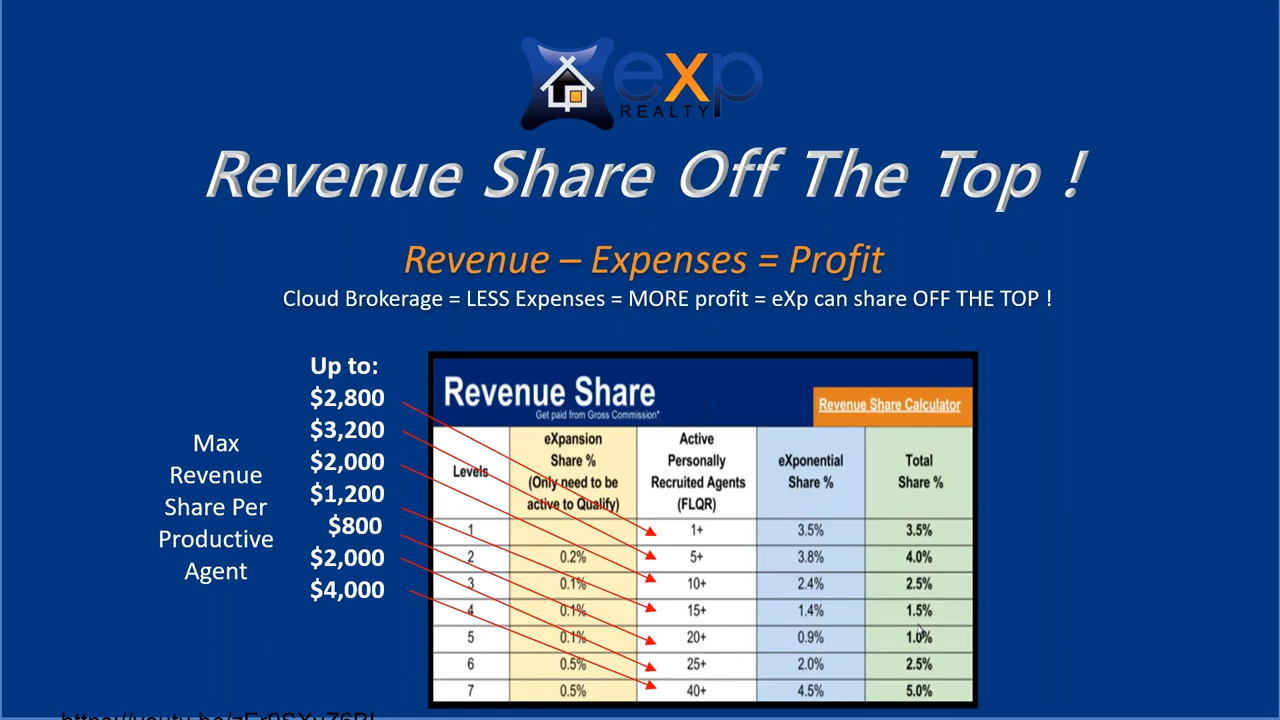 eXp
REALTY
Revenue Share Off The Top !
Revenue – Expenses = Profit
Cloud Brokerage = LESS Expenses = MORE profit = eXp can share OFF THE TOP !
Max
Revenue
Share Per
Productive
Agent
Up to:
$2,800
$3,200
$2,000
$1,200
$800
$2,000
$4,000
Revenue Share
Get paid from Gross Commission*
Revenue Share Calculator
Levels
eXpansion
Share %
(Only need to be
active to Qualify)
Active
Personally
Recruited Agents
(FLQR)
eXponential
Share %
Total
Share %
1 1+ 3.5% 3.5%
2 0.2% 5+ 3.8% 4.0%
3 0.1% 10+ 2.4% 2.5%
4 0.1% 15+ 1.4% 1.5%
5 0.1% 20+ 0.9% 1.0%
6 0.5% 25+ 2.0% 2.5%
7 0.5% 40+ 4.5% 5.0%